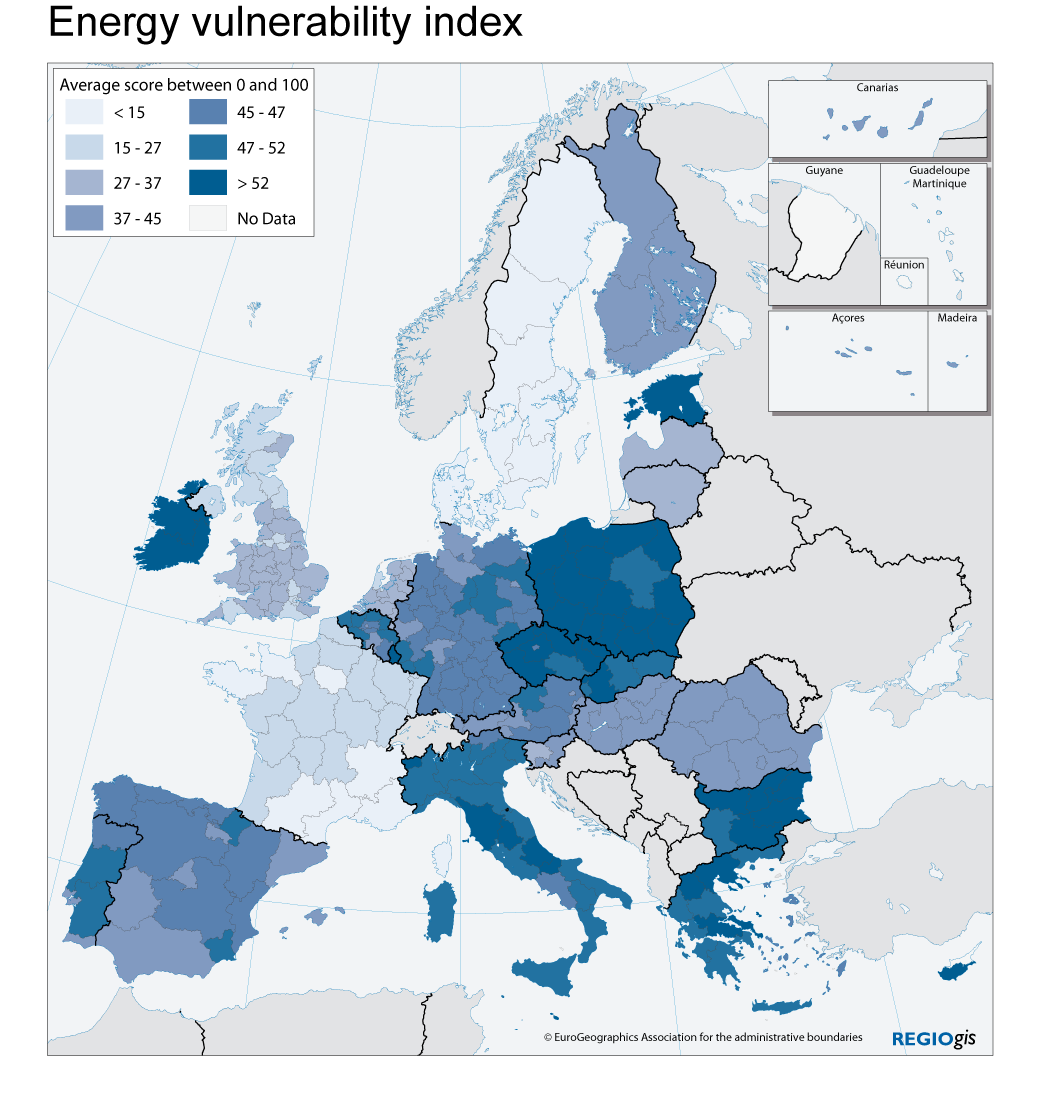 Energy vulnerability index
Average score between 0 and 100
< 15
45 - 47
15 - 27
47 - 52
27 - 37
> 52
37 - 45
No Data
Canarias
Guyane
Guadeloupe
Martinique
Réunion
Açores
Madeira
© EuroGeographics Association for the administrative boundaries
REGIOgis